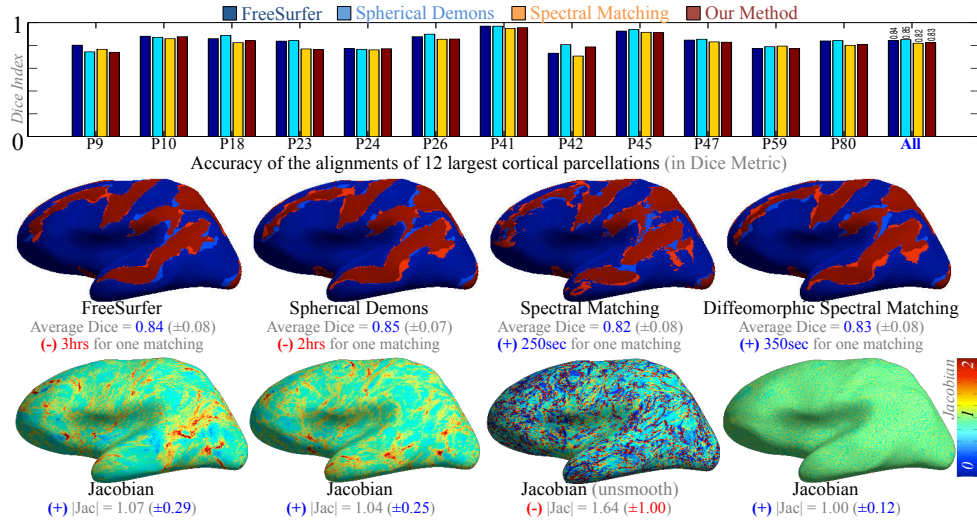 FreeSurfer Spherical Demons Spectral Matching Our Method
1
Dice Index
1
0.84 0.85 0.82 0.83
P9 P10 P18 P23 P24 P26 P41 P42 P45 P47 P59 P80 All
Accuracy of the alignments of 12 largest cortical parcellations (in Dice Metric)
FreeSurfer
Average Dice = 0.84 (±0.08)
(-) 3hrs for one matching
Spherical Demons
Average Dice = 0.85 (±0.07)
(-) 2hrs for one matching
Spectral Matching
Average Dice = 0.82 (±0.08)
(+) 250sec for one matching
Diffeomorphic Spectral Matching
Average Dice = 0.83 (±0.08)
(+) 350sec for one matching
Jacobian
(+) |Jac| = 1.07 (±0.29)
Jacobian
(+) |Jac| = 1.04 (±0.25)
Jacobian (unsmooth)
(-) |Jac| = 1.64 (±1.00)
Jacobian
(+) |Jac| = 1.00 (±0.12)
Jacobian
2
1
0